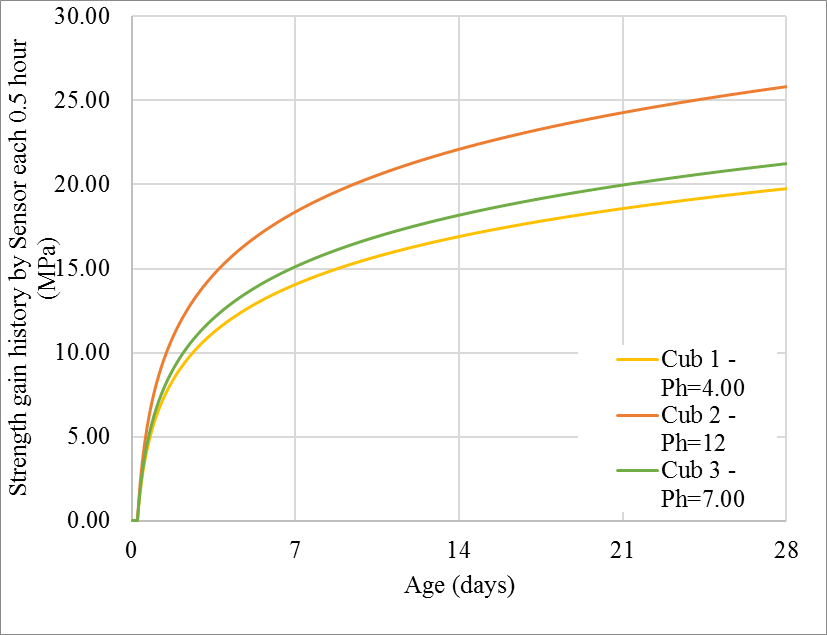 30.00
25.00
20.00
15.00
10.00
5.00
0.00
0
7
14
21
28
Strength gain history by Sensor each 0.5 hour
(MPa)
Age (days)
Cub 1 -
Ph=4.00
Cub 2 -
Ph=12
Cub 3 -
Ph=7.00